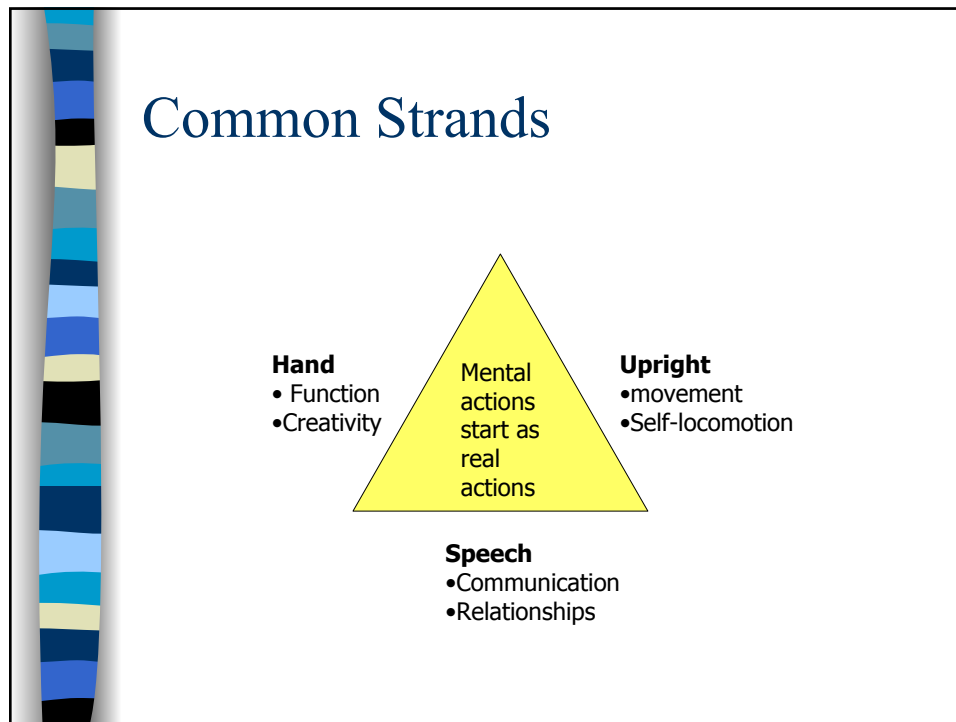 Common Strands
Hand
• Function
•Creativity
Mental
actions
start as
real
actions
Upright
•movement
•Self-locomotion
Speech
•Communication
•Relationships